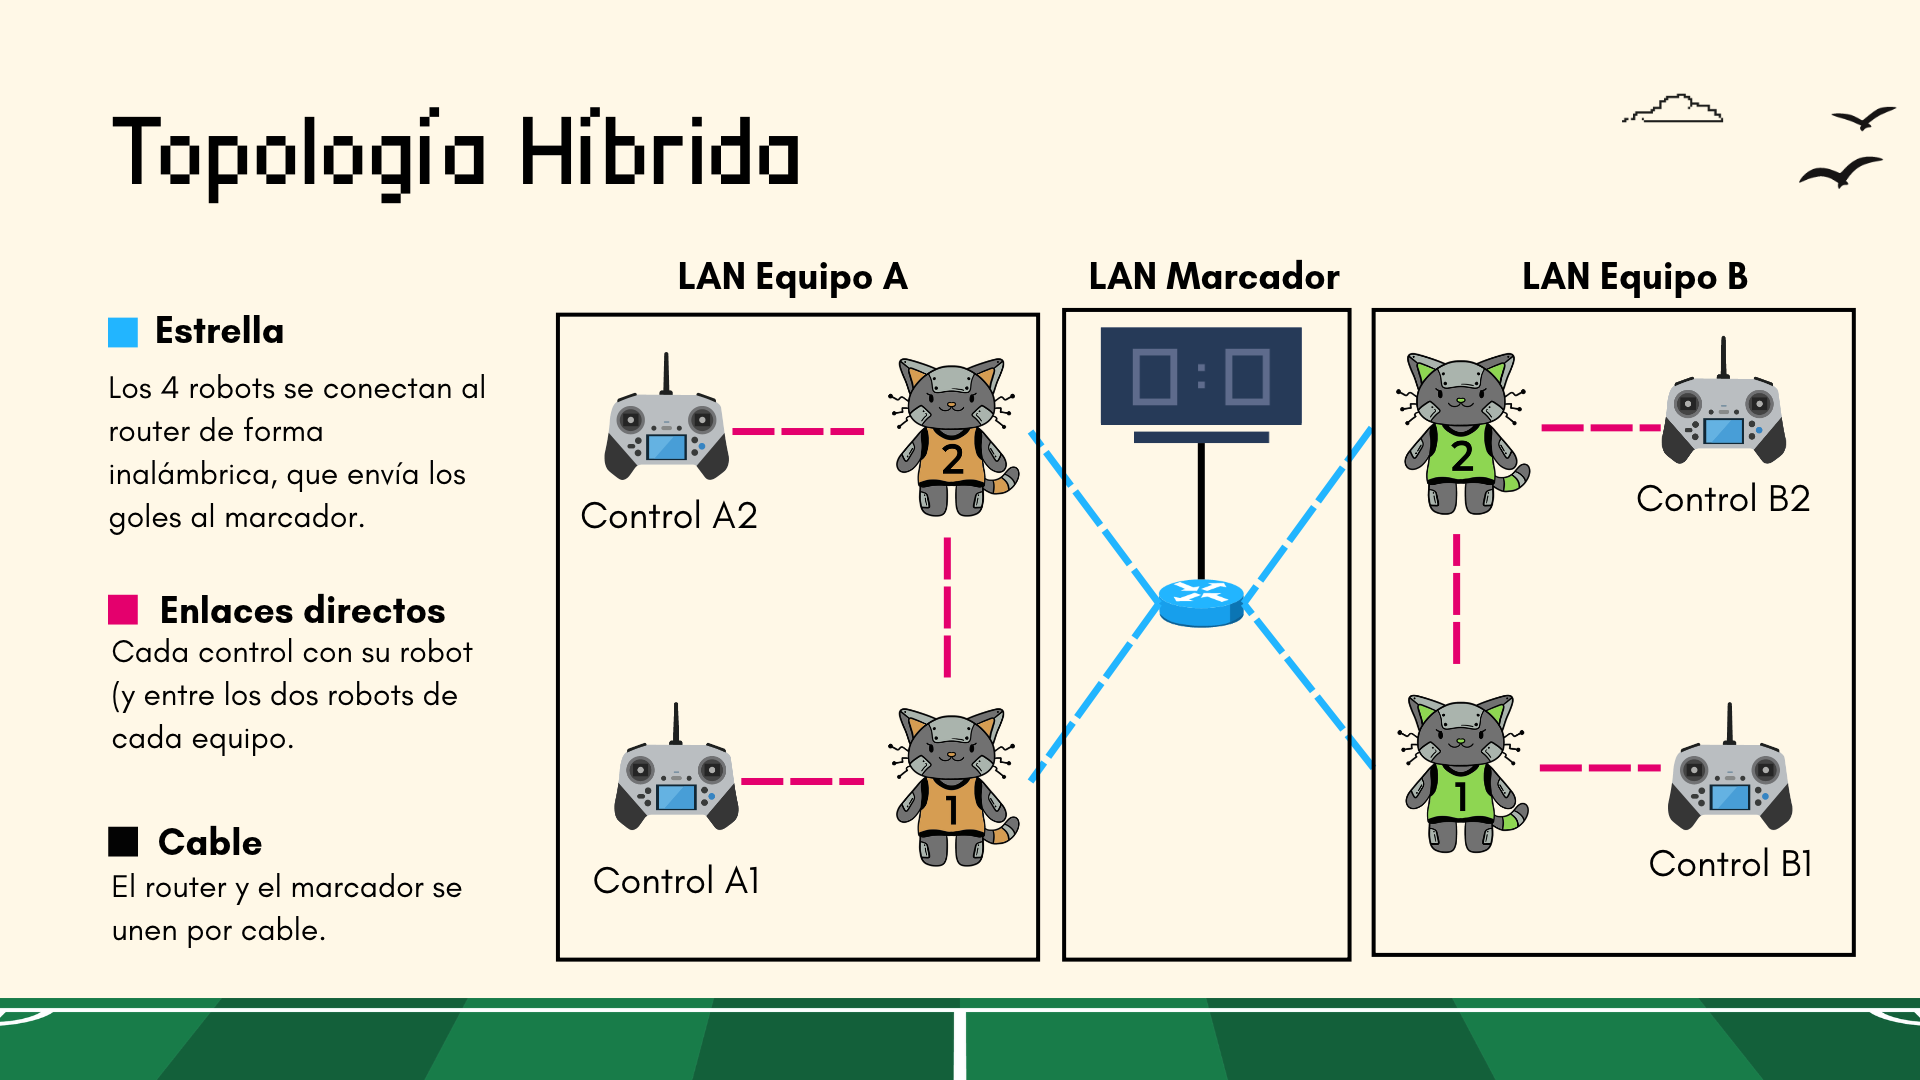 Topología Híbrida
Estrella
Los 4 robots se conectan al
router de forma
inalámbrica, que envía los
goles al marcador.
Enlaces directos
Cada control con su robot
(y entre los dos robots de
cada equipo.
Cable
El router y el marcador se
unen por cable.
LAN Equipo A
Control A2
2
Control A1
1
LAN Marcador
0:0
LAN Equipo B
2
Control B2
1
Control B1